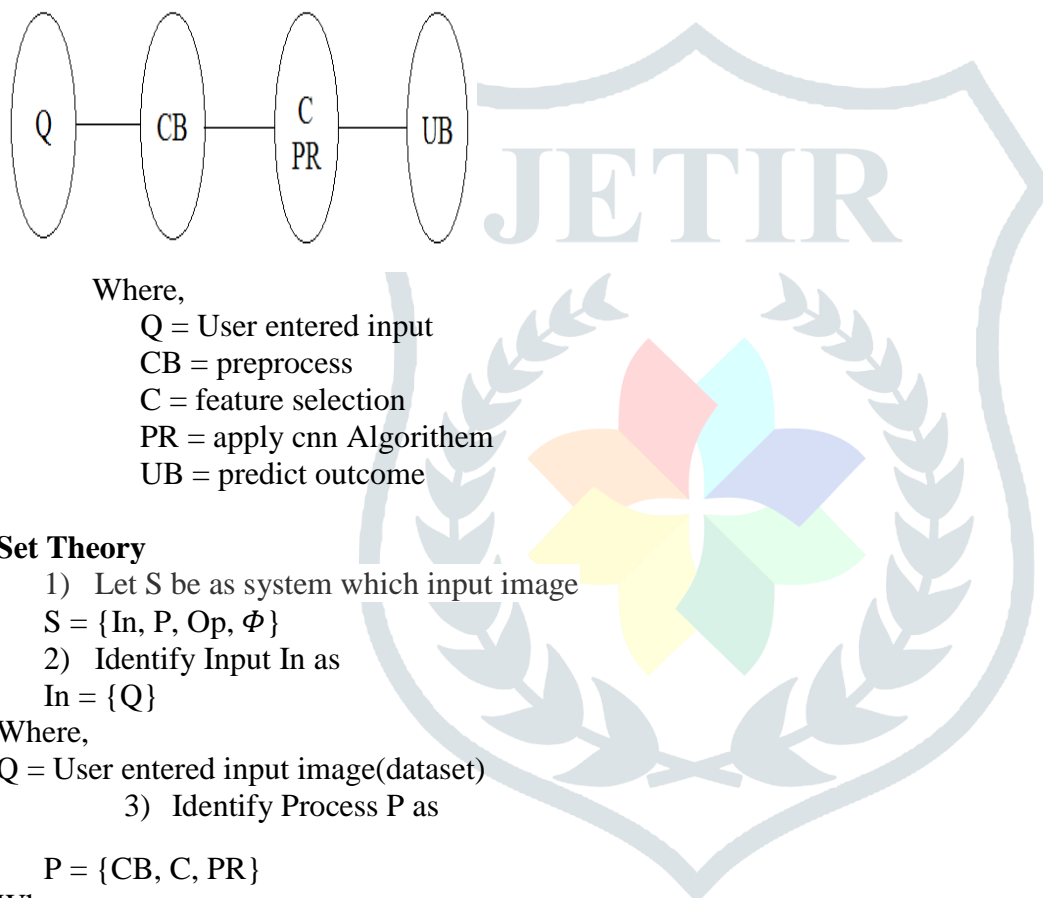 Q CB C UB
PR
JETIR
Where,
Q = User entered input
CB = preprocess
C = feature selection
PR = apply cnn Algorithem
UB = predict outcome
Set Theory
1) Let S be as system which input image
S = {In, P, Op, 𝛷}
2) Identify Input In as
In = {Q}
Where,
Q = User entered input image(dataset)
3) Identify Process P as
P = {CB, C, PR}